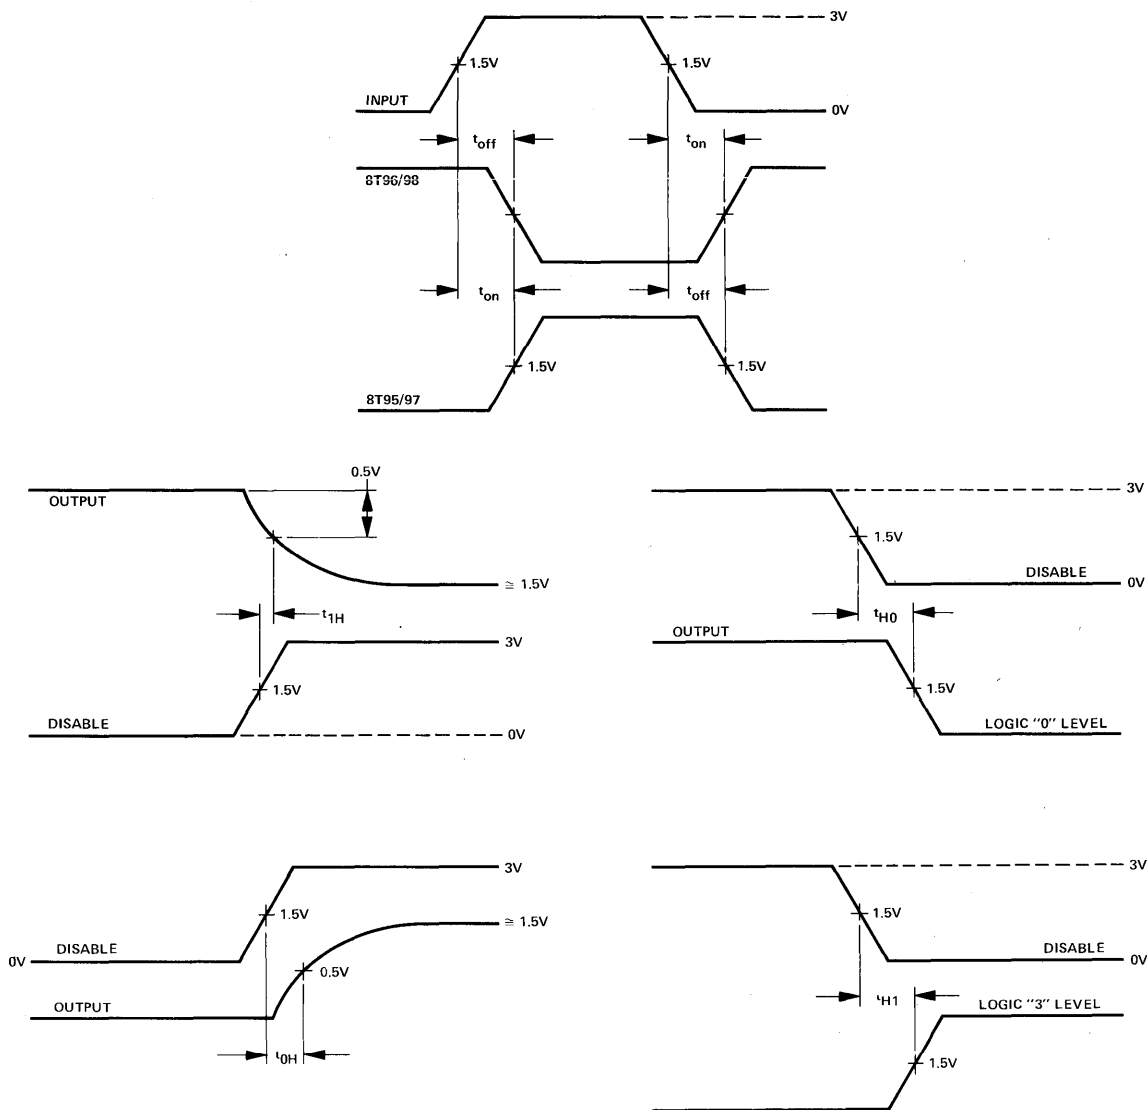 3V
1.5V
1.5V
INPUT
0V
toff
ton
8T96/98
ton
toff
1.5V
1.5V
8T95/97
0.5V
OUTPUT
≅ 1.5V
t1H
3V
1.5V
DISABLE
0V
3V
1.5V
DISABLE
0V
tH0
OUTPUT
1.5V
LOGIC "0" LEVEL
3V
1.5V
≅ 1.5V
DISABLE
0V
0.5V
OUTPUT
t0H
3V
1.5V
DISABLE
0V
tH1
LOGIC "3" LEVEL
1.5V